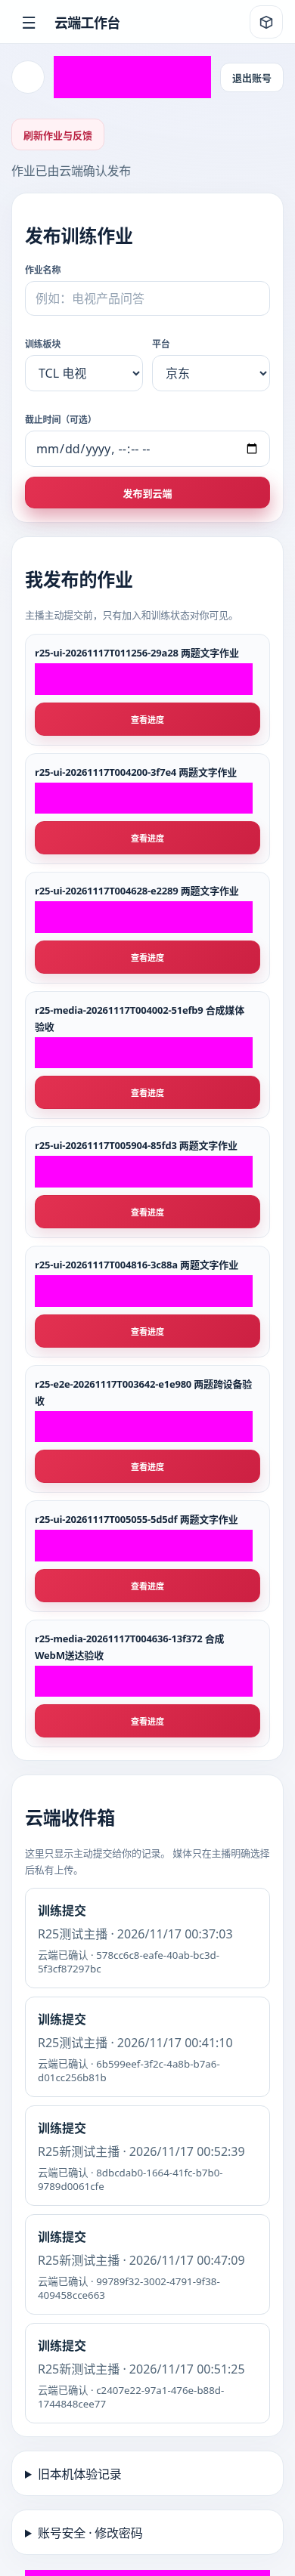 云端工作台
退出账号
刷新作业与反馈
作业已由云端确认发布
发布训练作业
作业名称
例如：电视产品问答
训练板块 平台
TCL 电视 京东
截止时间（可选）
mm/dd/yyyy, --:-- --
发布到云端
我发布的作业
主播主动提交前，只有加入和训练状态对你可见。
r25-ui-20261117T011256-29a28 两题文字作业
查看进度
r25-ui-20261117T004200-3f7e4 两题文字作业
查看进度
r25-ui-20261117T004628-e2289 两题文字作业
查看进度
r25-media-20261117T004002-51efb9 合成媒体
验收
查看进度
r25-ui-20261117T005904-85fd3 两题文字作业
查看进度
r25-ui-20261117T004816-3c88a 两题文字作业
查看进度
r25-e2e-20261117T003642-e1e980 两题跨设备验
收
查看进度
r25-ui-20261117T005055-5d5df 两题文字作业
查看进度
r25-media-20261117T004636-13f372 合成
WebM送达验收
查看进度
云端收件箱
这里只显示主动提交给你的记录。 媒体只在主播明确选择
后私有上传。
训练提交
R25测试主播 · 2026/11/17 00:37:03
云端已确认 · 578cc6c8-eafe-40ab-bc3d-
5f3cf87297bc
训练提交
R25测试主播 · 2026/11/17 00:41:10
云端已确认 · 6b599eef-3f2c-4a8b-b7a6-
d01cc256b81b
训练提交
R25新测试主播 · 2026/11/17 00:52:39
云端已确认 · 8dbcdab0-1664-41fc-b7b0-
9789d0061cfe
训练提交
R25新测试主播 · 2026/11/17 00:47:09
云端已确认 · 99789f32-3002-4791-9f38-
409458cce663
训练提交
R25新测试主播 · 2026/11/17 00:51:25
云端已确认 · c2407e22-97a1-476e-b88d-
1744848cee77
旧本机体验记录
账号安全 · 修改密码